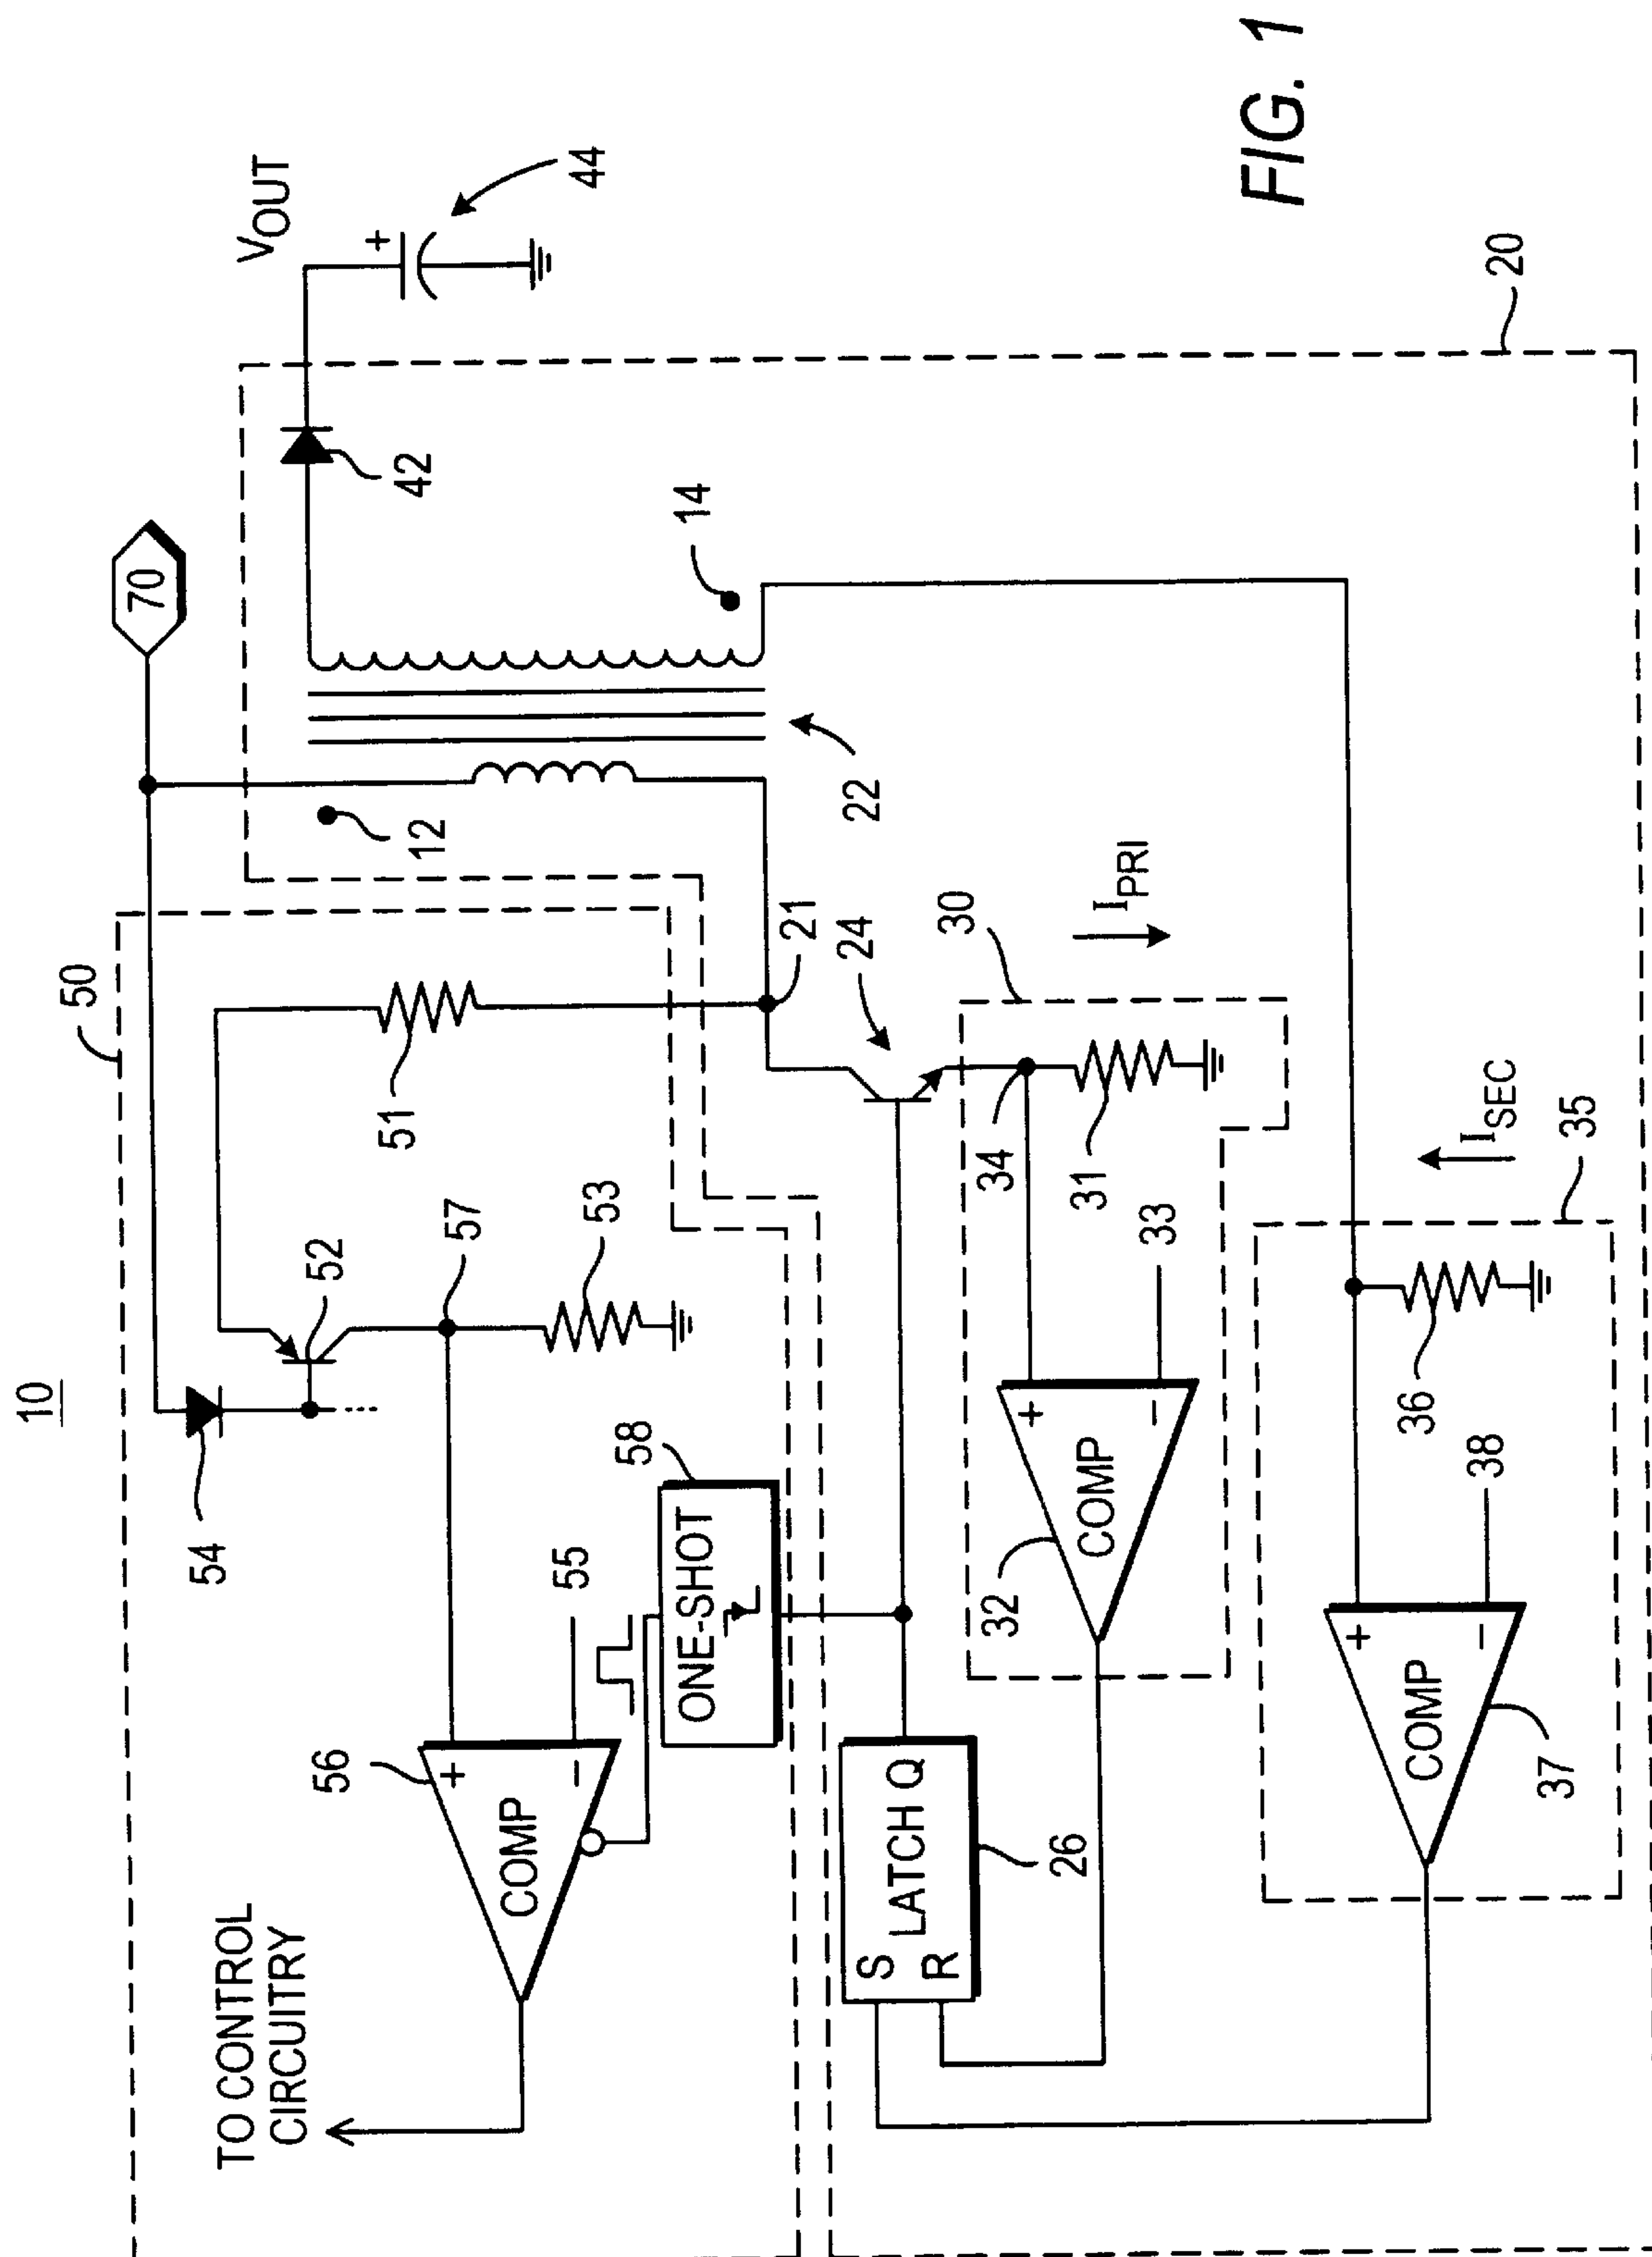 10
50
54
52
57
53
51
70
12
22
14
42
V_OUT
44
TO CONTROL
CIRCUITRY
56
+
COMP
−
55
58
ONE-SHOT
21
24
S
R
LATCH Q
26
32
+
COMP
−
33
34
31
30
I_PRI
+
COMP
−
37
38
36
35
I_SEC
20
+
FIG. 1